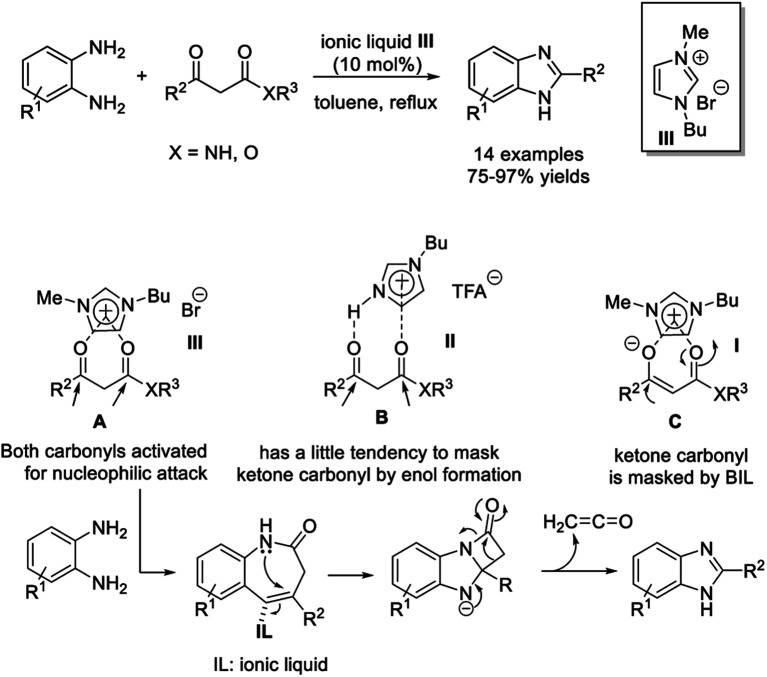 NH₂
NH₂
R¹
+
O
O
R²
XR³
X = NH, O
ionic liquid III
(10 mol%)
toluene, reflux
N
R²
N
H
R¹
14 examples
75-97% yields
Me
N
+
Br⊖
N
Bu
III
Me
N
+
N
Bu
Br⊖
III
O
O
R²
XR³
A
Both carbonyls activated
for nucleophilic attack
Bu
N
+
H
N
TFA⊖
II
O
O
R²
XR³
B
has a little tendency to mask
ketone carbonyl by enol formation
Me
N
+
N
Bu
⊖
O
O
I
R²
XR³
C
ketone carbonyl
is masked by BIL
NH₂
NH₂
R¹
H
N
O
R¹
R²
IL
IL: ionic liquid
O
N
R
N
⊖
R¹
H₂C=C=O
N
R²
N
H
R¹